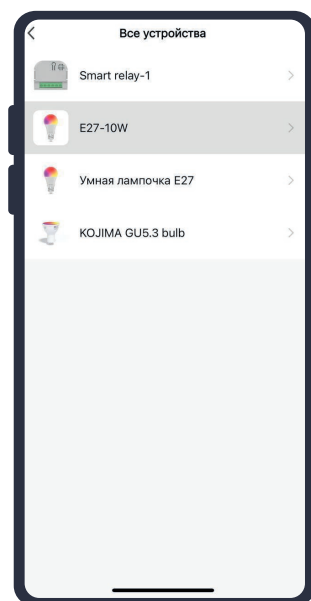 Все устройства
Smart relay-1
E27-10W
Умная лампочка E27
KOJIMA GU5.3 bulb